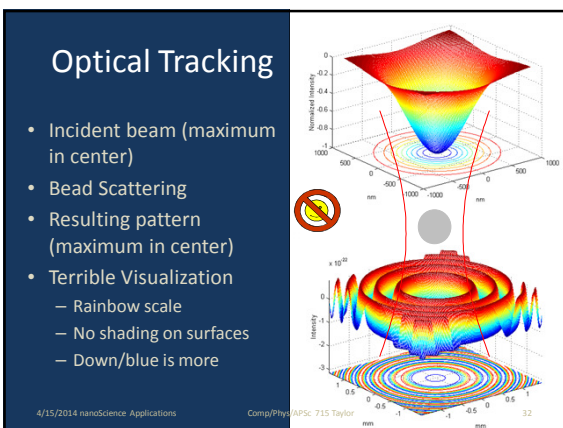 Optical Tracking
• Incident beam (maximum
in center)
• Bead Scattering
• Resulting pattern
(maximum in center)
• Terrible Visualization
– Rainbow scale
– No shading on surfaces
– Down/blue is more
Normalized Intensity
0
-0.2
-0.4
-0.6
-0.8
-1
1000
500
0
-500
-1000
nm
-1000
-500
0
500
1000
nm
x 10
Intensity
0
-1
-2
-3
1
0.5
0
-0.5
-1
mm
-1
-0.5
0
0.5
1
mm
4/15/2014 nanoScience Applications
Comp/Phys/APSc 715 Taylor
32